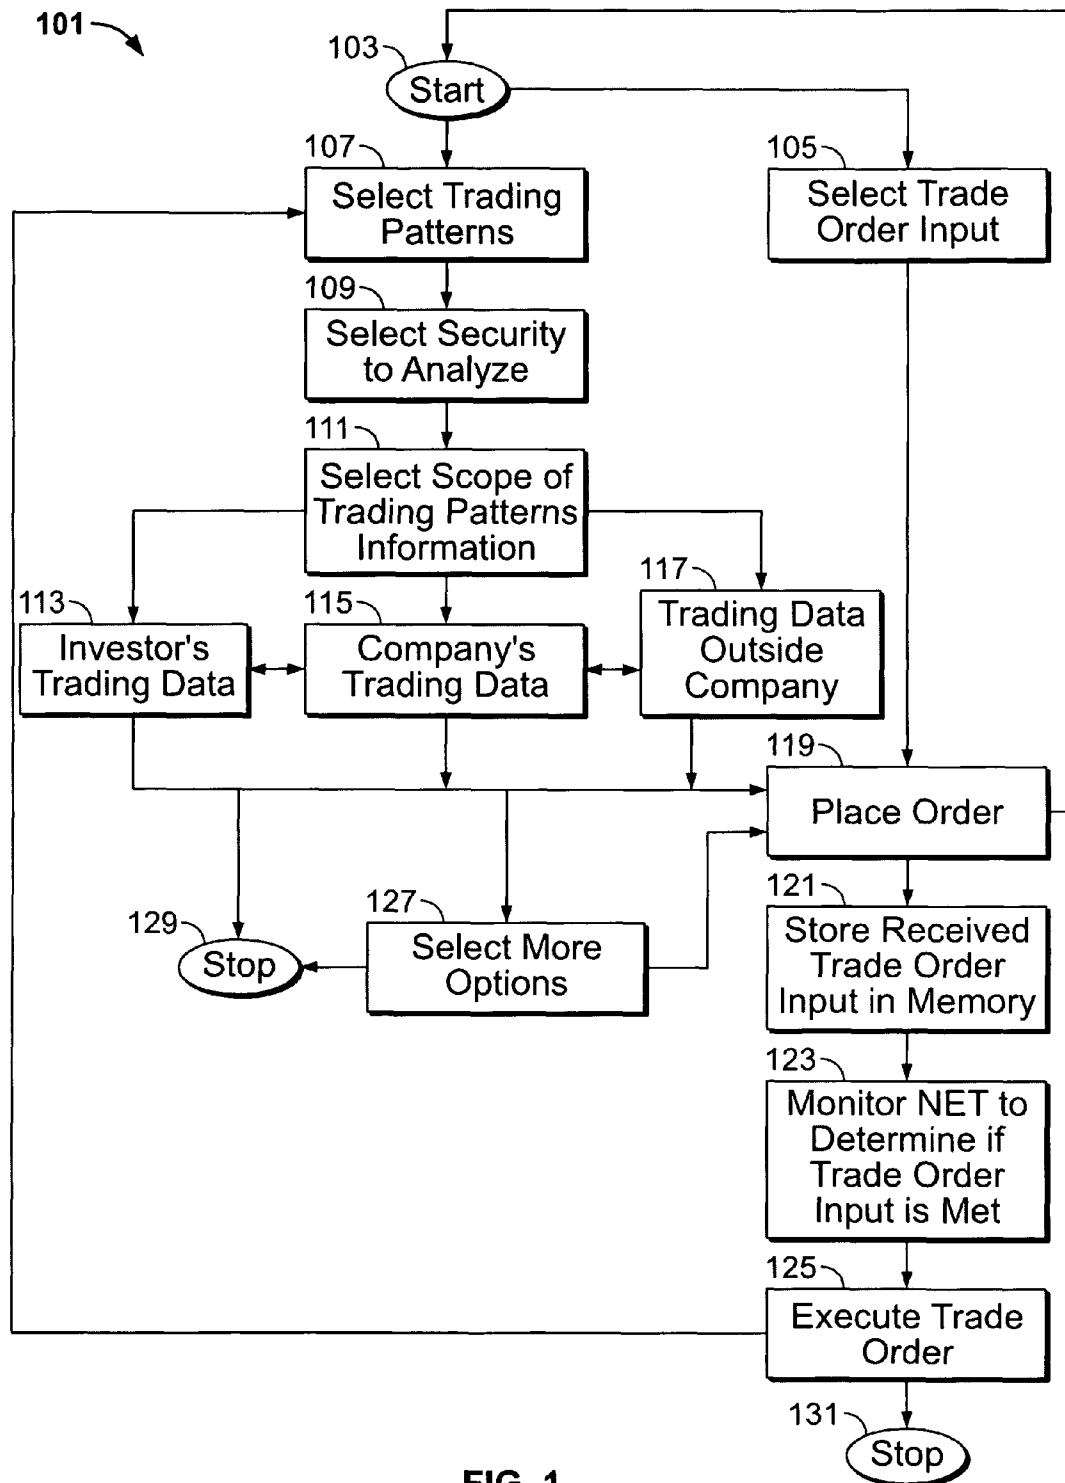 101
103
Start
107
Select Trading
Patterns
105
Select Trade
Order Input
109
Select Security
to Analyze
111
Select Scope of
Trading Patterns
Information
113
Investor's
Trading Data
115
Company's
Trading Data
117
Trading Data
Outside
Company
119
Place Order
121
Store Received
Trade Order
Input in Memory
127
Select More
Options
129
Stop
123
Monitor NET to
Determine if
Trade Order
Input is Met
125
Execute Trade
Order
131
Stop
FIG. 1